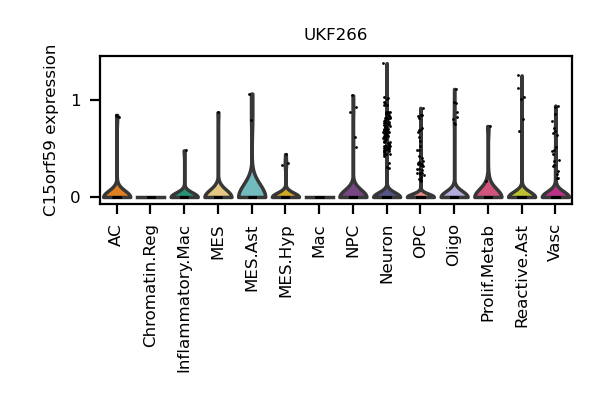 UKF266
C15orf59 expression
1
0
AC
Chromatin.Reg
Inflammatory.Mac
MES
MES.Ast
MES.Hyp
Mac
NPC
Neuron
OPC
Oligo
Prolif.Metab
Reactive.Ast
Vasc